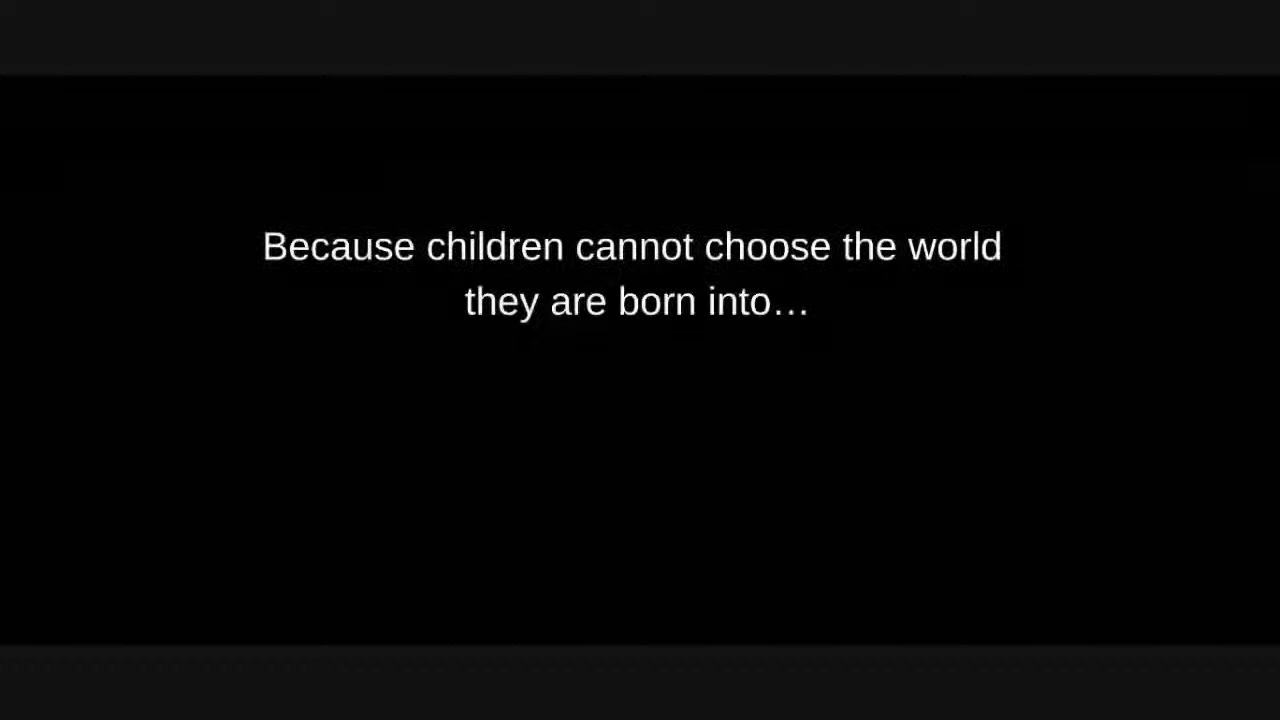 Because children cannot choose the world
they are born into…